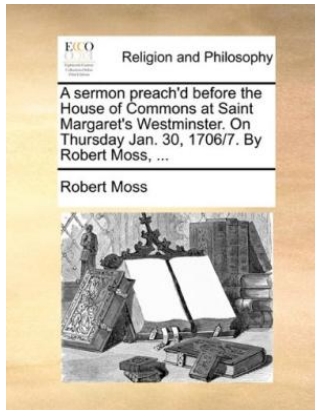 ECCO
Religion and Philosophy
A sermon preach'd before the
House of Commons at Saint
Margaret's Westminster. On
Thursday Jan. 30, 1706/7. By
Robert Moss, ...
Robert Moss